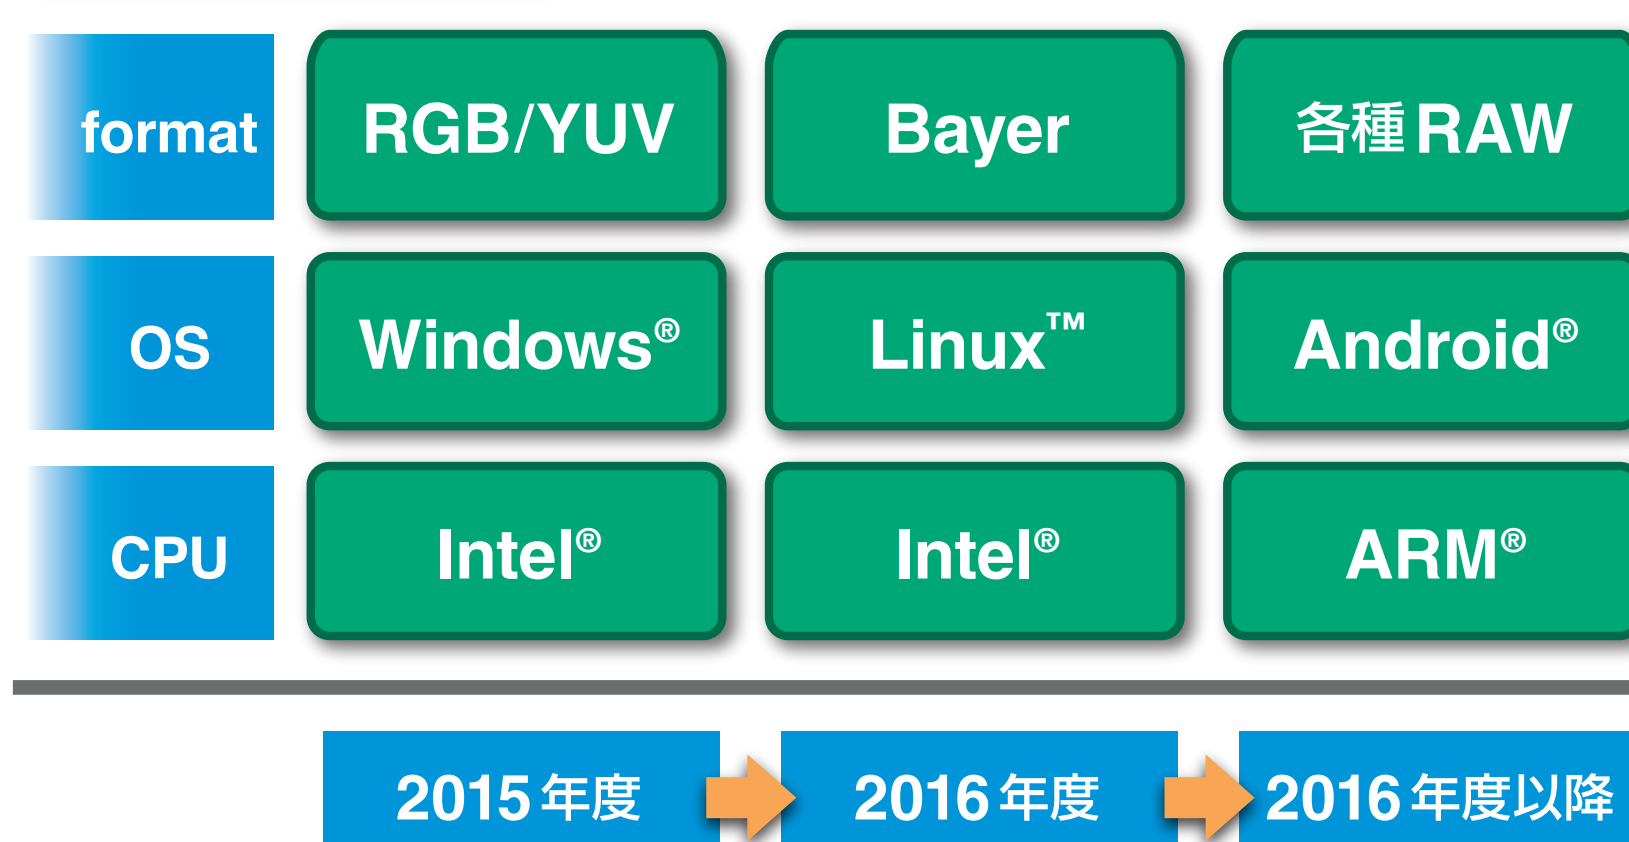 format RGB/YUV Bayer 各種RAW
OS Windows® Linux™ Android®
CPU Intel® Intel® ARM®
2015年度 2016年度 2016年度以降